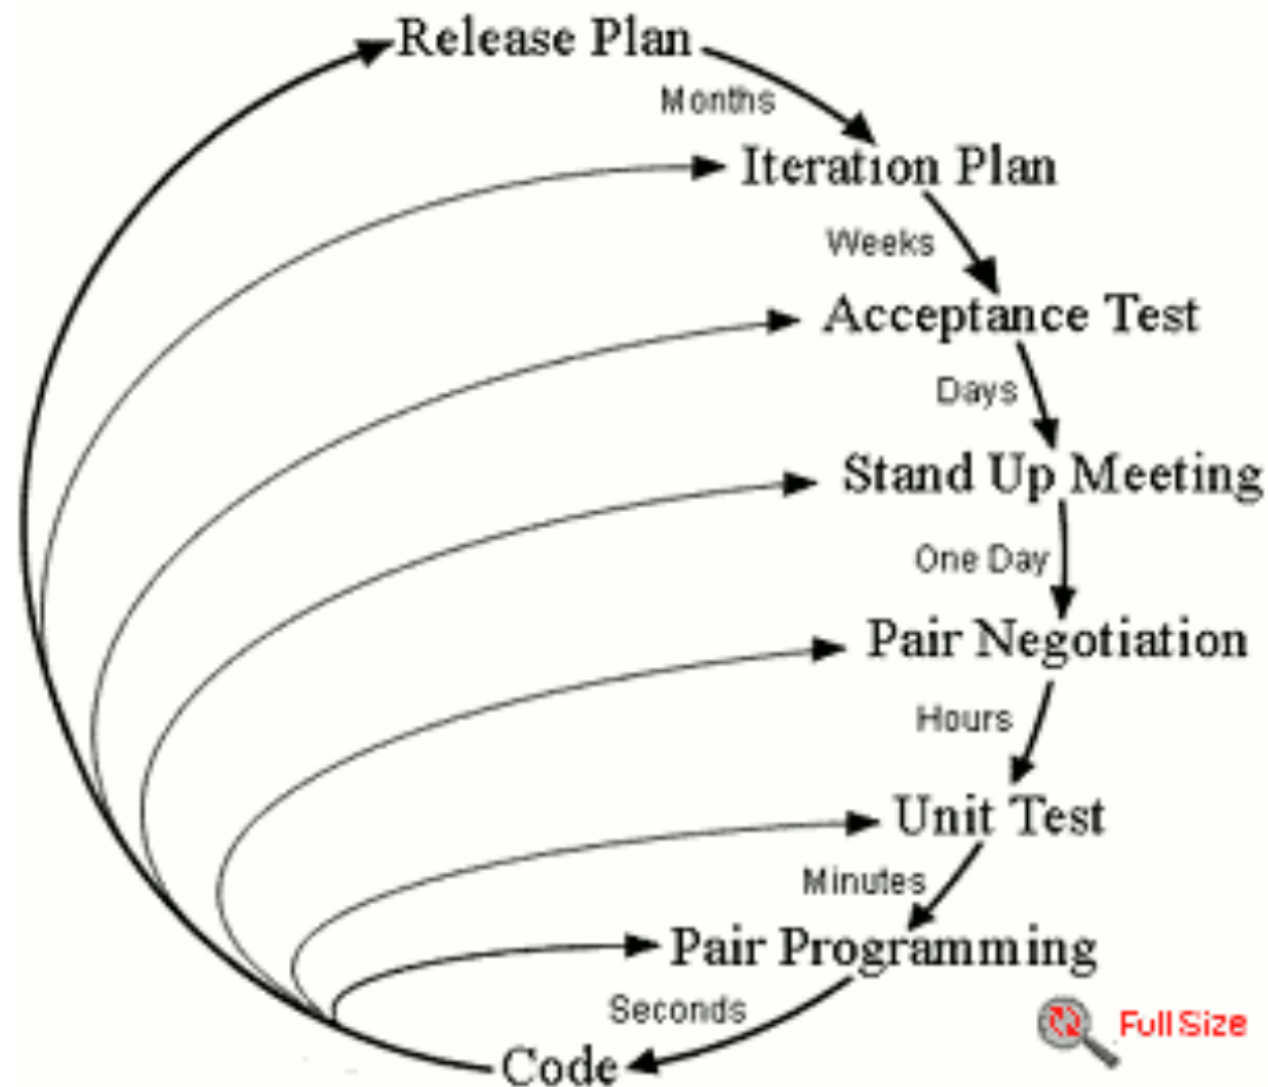 Release Plan
Months
Iteration Plan
Weeks
Acceptance Test
Days
Stand Up Meeting
One Day
Pair Negotiation
Hours
Unit Test
Minutes
Pair Programming
Seconds
Full Size
Code